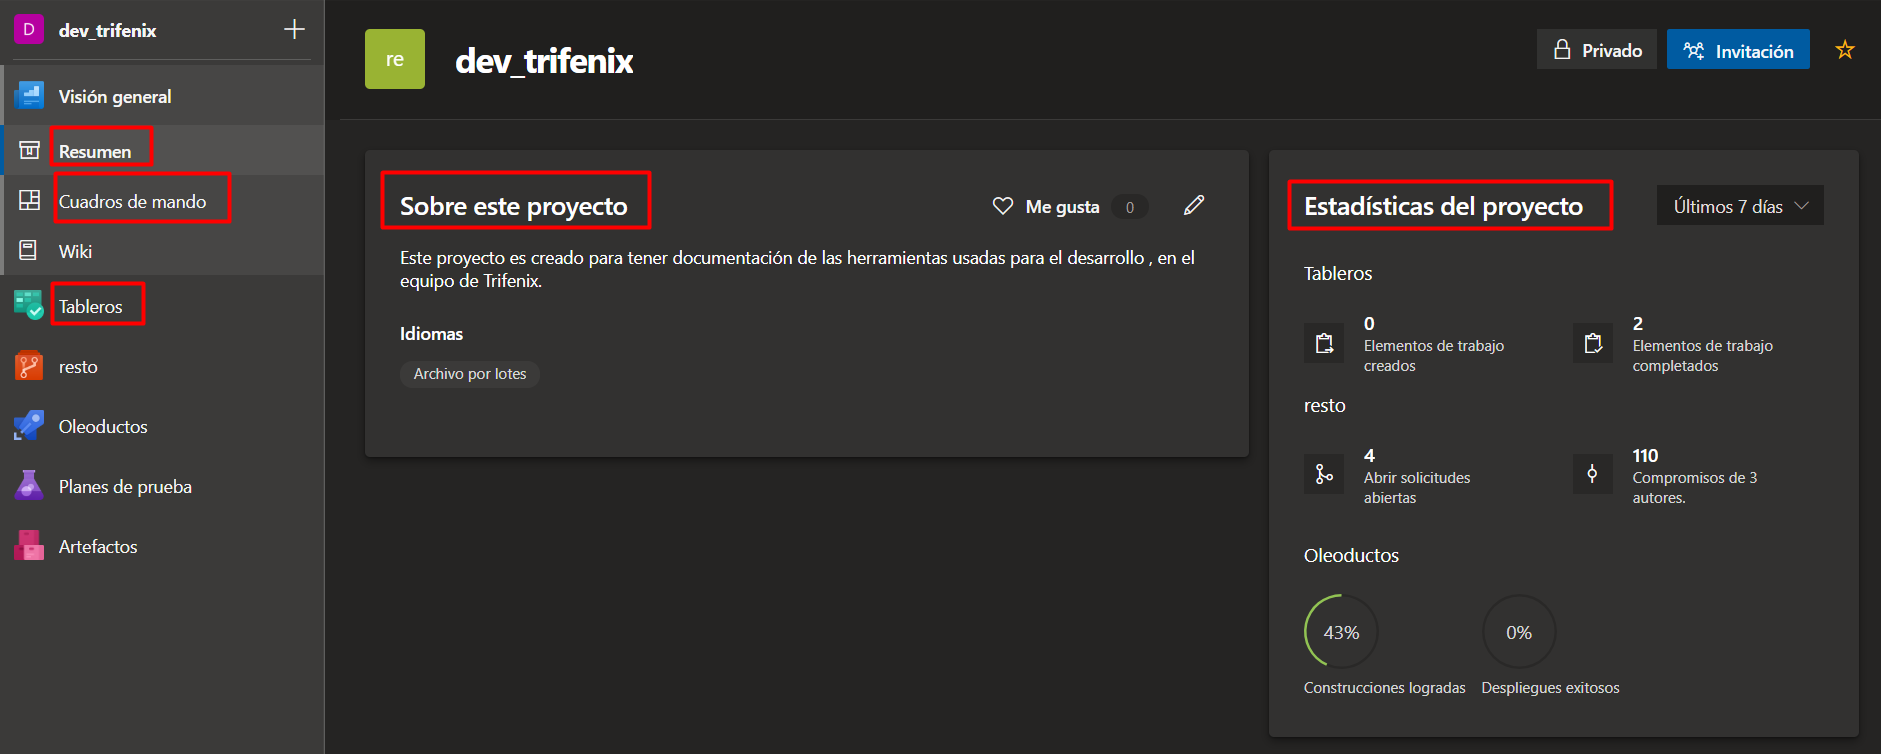 D dev_trifenix
Visión general
Resumen
Cuadros de mando
Wiki
Tableros
resto
Oleoductos
Planes de prueba
Artefactos
re dev_trifenix
Privado
Invitación
Sobre este proyecto
Me gusta 0
Este proyecto es creado para tener documentación de las herramientas usadas para el desarrollo , en el
equipo de Trifenix.
Idiomas
Archivo por lotes
Estadísticas del proyecto
Últimos 7 días
Tableros
0
Elementos de trabajo
creados
2
Elementos de trabajo
completados
resto
4
Abrir solicitudes
abiertas
110
Compromisos de 3
autores.
Oleoductos
43%
Construcciones logradas
0%
Despliegues exitosos